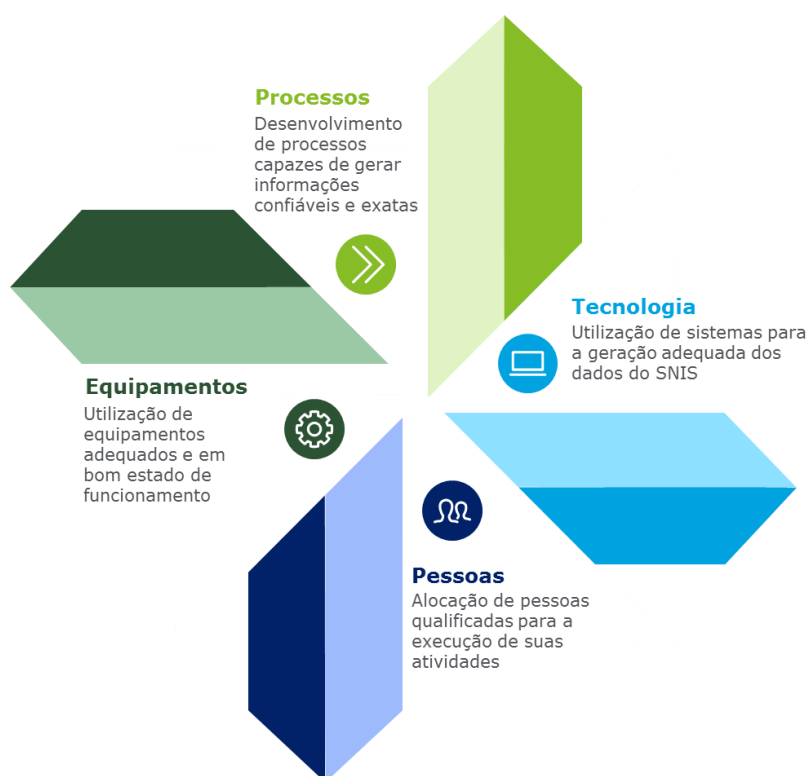 Processos
Desenvolvimento
de processos
capazes de gerar
informações
confiáveis e exatas
Tecnologia
Utilização de sistemas para
a geração adequada dos
dados do SNIS
Equipamentos
Utilização de
equipamentos
adequados e em
bom estado de
funcionamento
Pessoas
Alocação de pessoas
qualificadas para a
execução de suas
atividades